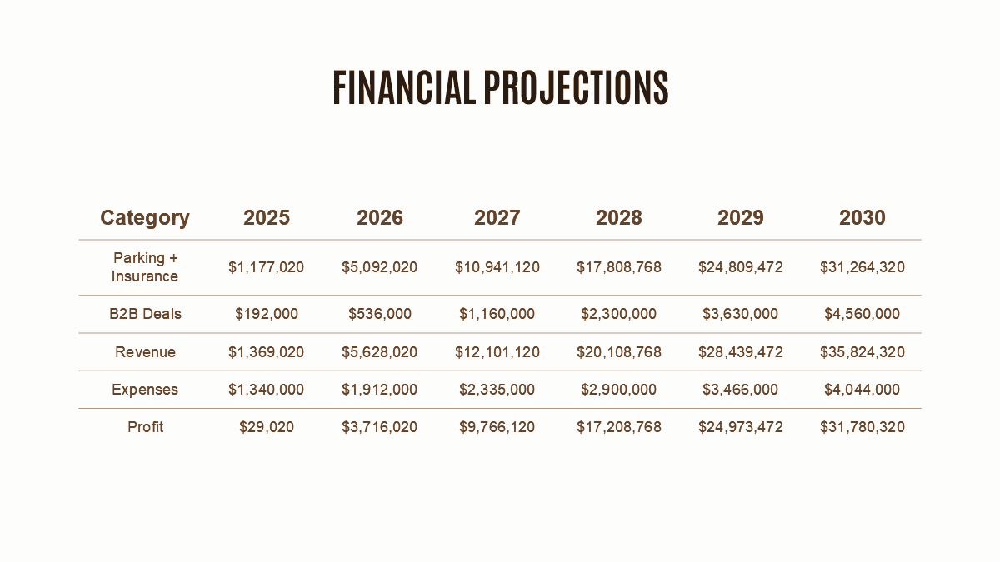 FINANCIAL PROJECTIONS
Category 2025 2026 2027 2028 2029 2030
Parking +
Insurance $1,177,020 $5,092,020 $10,941,120 $17,808,768 $24,809,472 $31,264,320
B2B Deals $192,000 $536,000 $1,160,000 $2,300,000 $3,630,000 $4,560,000
Revenue $1,369,020 $5,628,020 $12,101,120 $20,108,768 $28,439,472 $35,824,320
Expenses $1,340,000 $1,912,000 $2,335,000 $2,900,000 $3,466,000 $4,044,000
Profit $29,020 $3,716,020 $9,766,120 $17,208,768 $24,973,472 $31,780,320